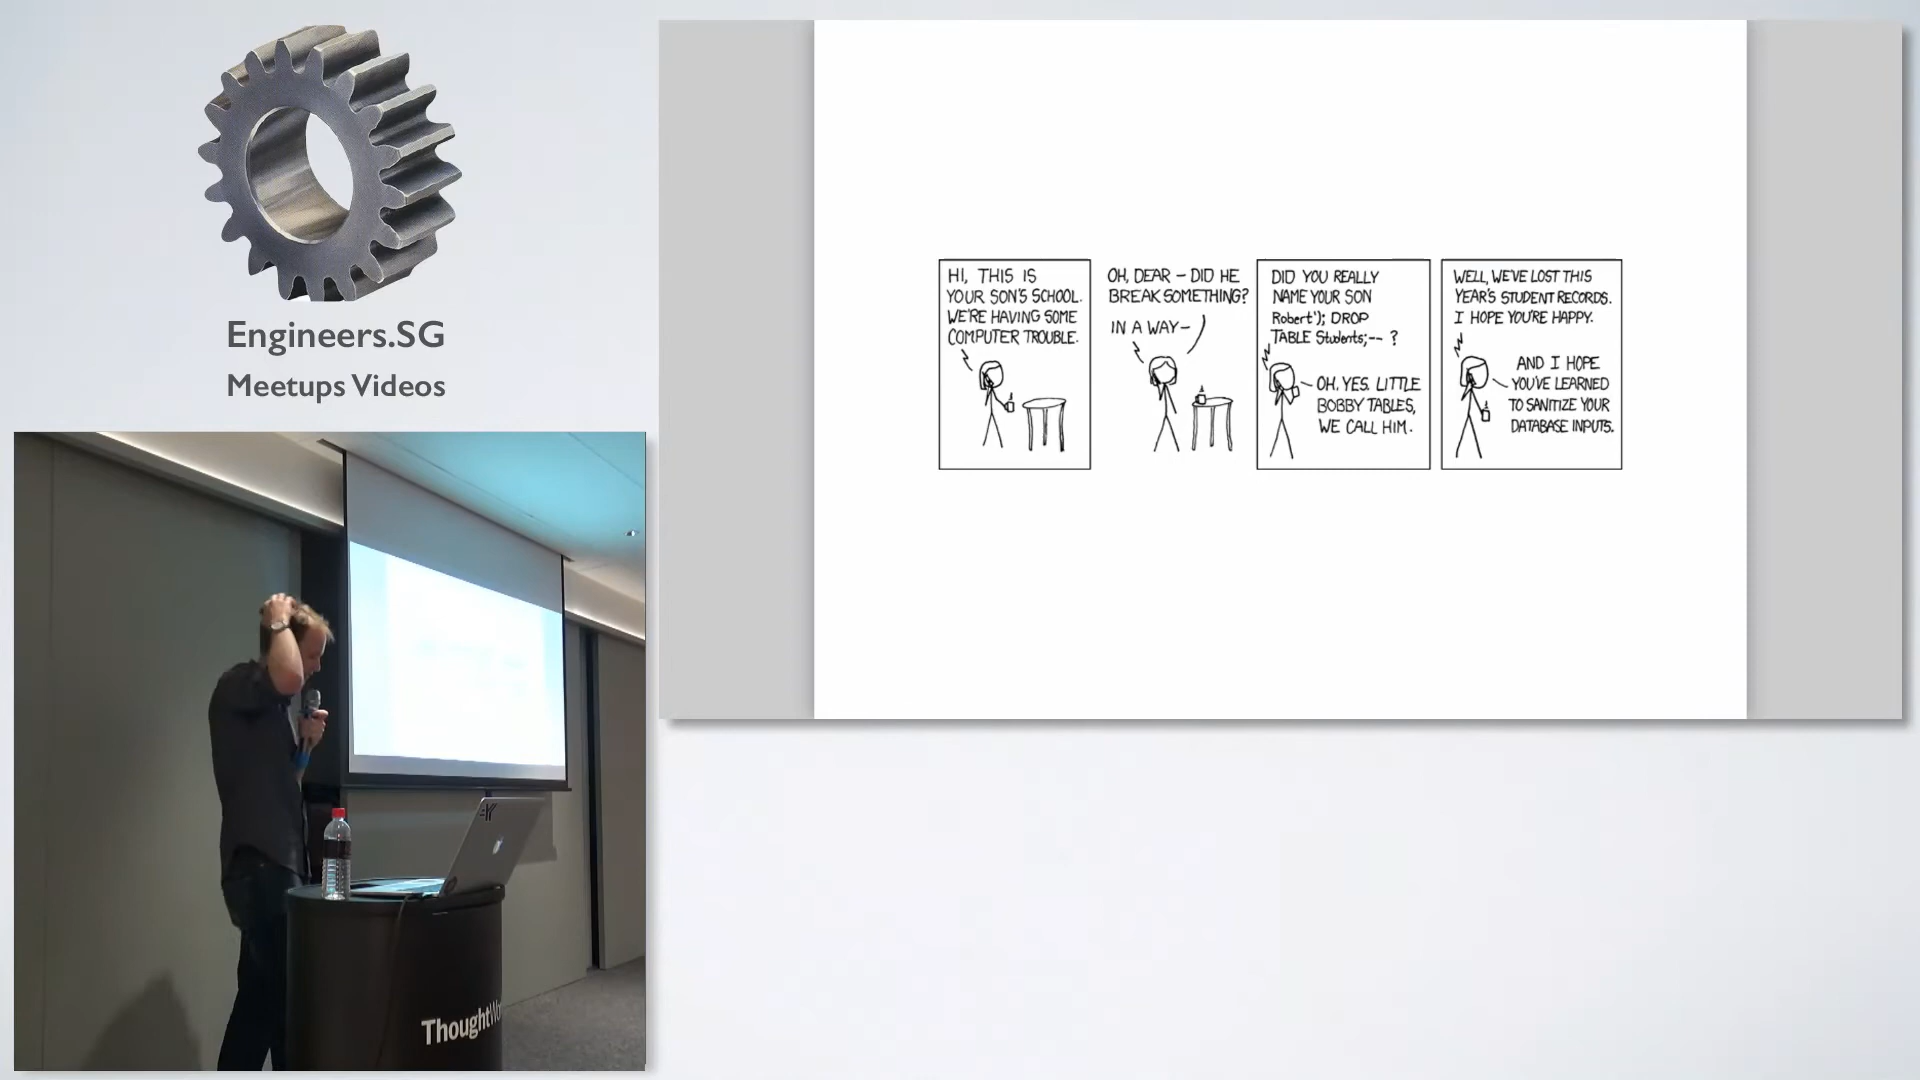 Engineers.SG
Meetups Videos
HI, THIS IS
YOUR SON'S SCHOOL.
WE'RE HAVING SOME
COMPUTER TROUBLE.
OH, DEAR – DID HE
BREAK SOMETHING?
IN A WAY–
DID YOU REALLY
NAME YOUR SON
Robert'); DROP
TABLE Students;-- ?
OH, YES. LITTLE
BOBBY TABLES,
WE CALL HIM.
WELL, WE'VE LOST THIS
YEAR'S STUDENT RECORDS.
I HOPE YOU'RE HAPPY.
AND I HOPE
YOU'VE LEARNED
TO SANITIZE YOUR
DATABASE INPUTS.
ThoughtWo